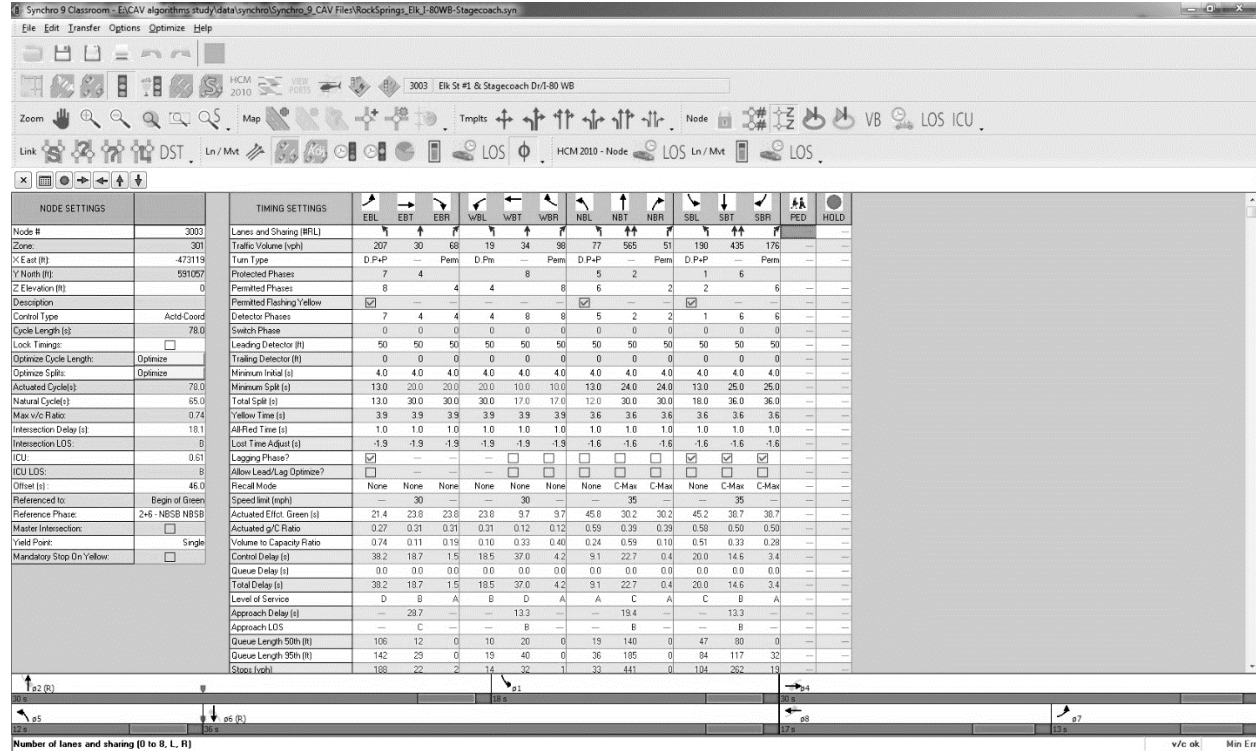 Synchro 9 Classroom - E:\CAV algorithms study\data\synchro\Synchro_9_CAV Files\RockSprings_Elk_I-80WB-Stagecoach.syn
File Edit Transfer Options Optimize Help
HCM 2010 VIEW PORTS 3003 Elk St #1 & Stagecoach Dr/I-80 WB
Zoom Map Tmplts Node VB LOS ICU
Link DST Ln / Mvt LOS Φ HCM 2010 - Node LOS Ln / Mvt LOS
NODE SETTINGS
Node # 3003
Zone: 301
X East (ft): -473119
Y North (ft): 591057
Z Elevation (ft): 0
Description
Control Type Actd-Coord
Cycle Length (s): 78.0
Lock Timings:
Optimize Cycle Length: Optimize
Optimize Splits: Optimize
Actuated Cycle(s): 78.0
Natural Cycle(s): 65.0
Max v/c Ratio: 0.74
Intersection Delay (s): 18.1
Intersection LOS: B
ICU: 0.61
ICU LOS: B
Offset (s) : 46.0
Referenced to: Begin of Green
Reference Phase: 2+6 - NBSB NBSB
Master Intersection:
Yield Point: Single
Mandatory Stop On Yellow:
TIMING SETTINGS EBL EBT EBR WBL WBT WBR NBL NBT NBR SBL SBT SBR PED HOLD
Lanes and Sharing (#RL)
Traffic Volume (vph) 207 30 68 19 34 98 77 565 51 190 435 176 — —
Turn Type D.P+P — Perm D.Pm — Perm D.P+P — Perm D.P+P — Perm — —
Protected Phases 7 4 8 5 2 1 6 — —
Permitted Phases 8 4 4 8 6 2 2 6 — —
Permitted Flashing Yellow — — — — — — — — — — —
Detector Phases 7 4 4 4 8 8 5 2 2 1 6 6 — —
Switch Phase 0 0 0 0 0 0 0 0 0 0 0 0 — —
Leading Detector (ft) 50 50 50 50 50 50 50 50 50 50 50 50 — —
Trailing Detector (ft) 0 0 0 0 0 0 0 0 0 0 0 0 — —
Minimum Initial (s) 4.0 4.0 4.0 4.0 4.0 4.0 4.0 4.0 4.0 4.0 4.0 4.0 — —
Minimum Split (s) 13.0 20.0 20.0 20.0 10.0 10.0 13.0 24.0 24.0 13.0 25.0 25.0 — —
Total Split (s) 13.0 30.0 30.0 30.0 17.0 17.0 12.0 30.0 30.0 18.0 36.0 36.0 — —
Yellow Time (s) 3.9 3.9 3.9 3.9 3.9 3.9 3.6 3.6 3.6 3.6 3.6 3.6 — —
All-Red Time (s) 1.0 1.0 1.0 1.0 1.0 1.0 1.0 1.0 1.0 1.0 1.0 1.0 — —
Lost Time Adjust (s) -1.9 -1.9 -1.9 -1.9 -1.9 -1.9 -1.6 -1.6 -1.6 -1.6 -1.6 -1.6 — —
Lagging Phase? — — — — —
Allow Lead/Lag Optimize? — — — — —
Recall Mode None None None None None None None C-Max C-Max None C-Max C-Max — —
Speed limit (mph) — 30 — — 30 — — 35 — — 35 — — —
Actuated Effct. Green (s) 21.4 23.8 23.8 23.8 9.7 9.7 45.8 30.2 30.2 45.2 38.7 38.7 — —
Actuated g/C Ratio 0.27 0.31 0.31 0.31 0.12 0.12 0.59 0.39 0.39 0.58 0.50 0.50 — —
Volume to Capacity Ratio 0.74 0.11 0.19 0.10 0.33 0.40 0.24 0.59 0.10 0.51 0.33 0.28 — —
Control Delay (s) 38.2 18.7 1.5 18.5 37.0 4.2 9.1 22.7 0.4 20.0 14.6 3.4 — —
Queue Delay (s) 0.0 0.0 0.0 0.0 0.0 0.0 0.0 0.0 0.0 0.0 0.0 0.0 — —
Total Delay (s) 38.2 18.7 1.5 18.5 37.0 4.2 9.1 22.7 0.4 20.0 14.6 3.4 — —
Level of Service D B A B D A A C A C B A — —
Approach Delay (s) — 28.7 — — 13.3 — — 19.4 — — 13.3 — — —
Approach LOS — C — — B — — B — — B — — —
Queue Length 50th (ft) 106 12 0 10 20 0 19 140 0 47 80 0 — —
Queue Length 95th (ft) 142 29 0 19 40 0 36 185 0 84 117 32 — —
Stops (vph) 188 22 2 14 32 1 33 441 0 104 262 19 — —
ø2 (R) ø1 ø4
30 s 18 s 30 s
ø5 ø6 (R) ø8 ø7
12 s 36 s 17 s 13 s
Number of lanes and sharing (0 to 8, L, R) v/c ok Min Err